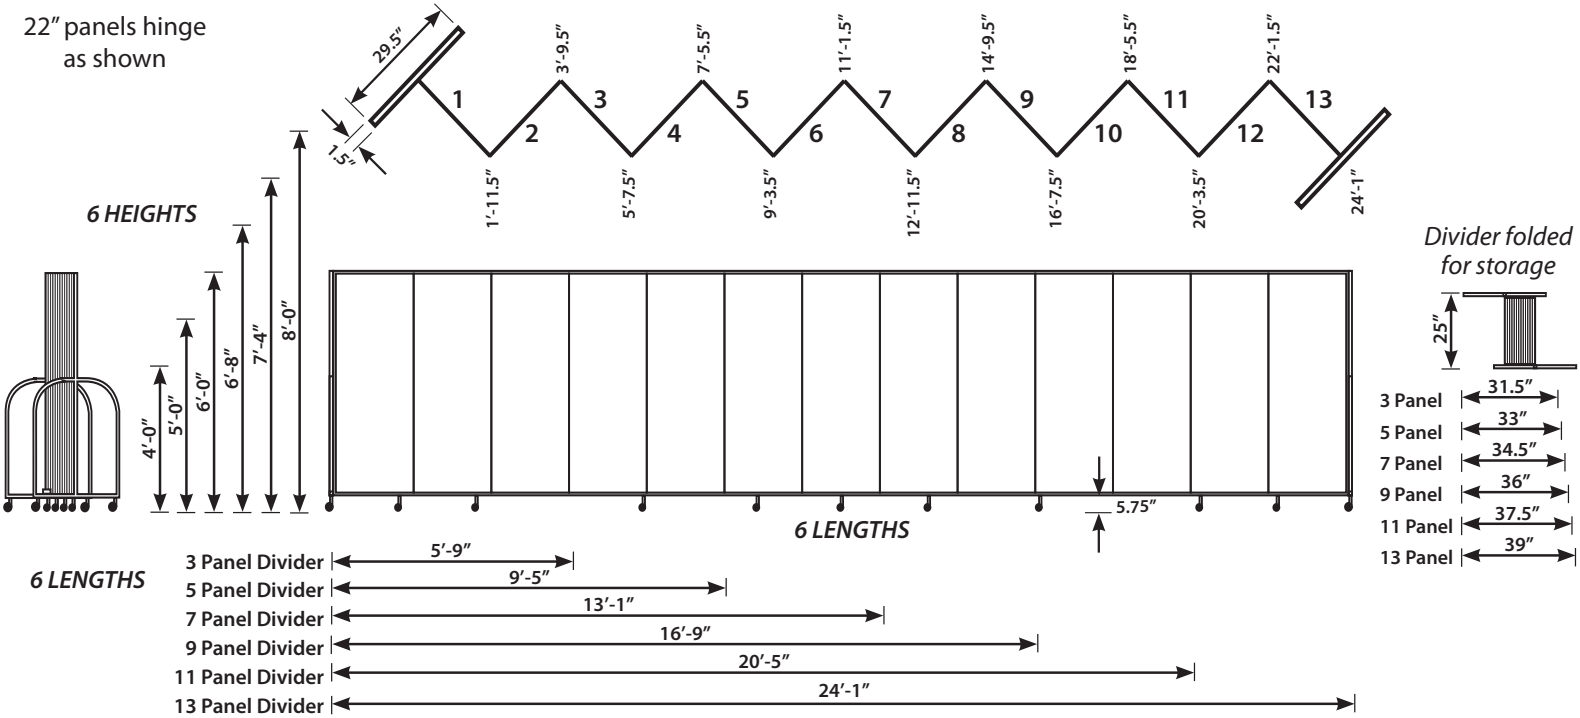 22” panels hinge
as shown
29.5”
1.5”
3’-9.5”
7’-5.5”
11’-1.5”
14’-9.5”
18’-5.5”
22’-1.5”
1
2
3
4
5
6
7
8
9
10
11
12
13
1’-11.5”
5’-7.5”
9’-3.5”
12’-11.5”
16’-7.5”
20’-3.5”
24’-1”
6 HEIGHTS
4’-0”
5’-0”
6’-0”
6’-8”
7’-4”
8’-0”
5.75”
6 LENGTHS
Divider folded
for storage
25”
3 Panel 31.5”
5 Panel 33”
7 Panel 34.5”
9 Panel 36”
11 Panel 37.5”
13 Panel 39”
6 LENGTHS
3 Panel Divider 5’-9”
5 Panel Divider 9’-5”
7 Panel Divider 13’-1”
9 Panel Divider 16’-9”
11 Panel Divider 20’-5”
13 Panel Divider 24’-1”